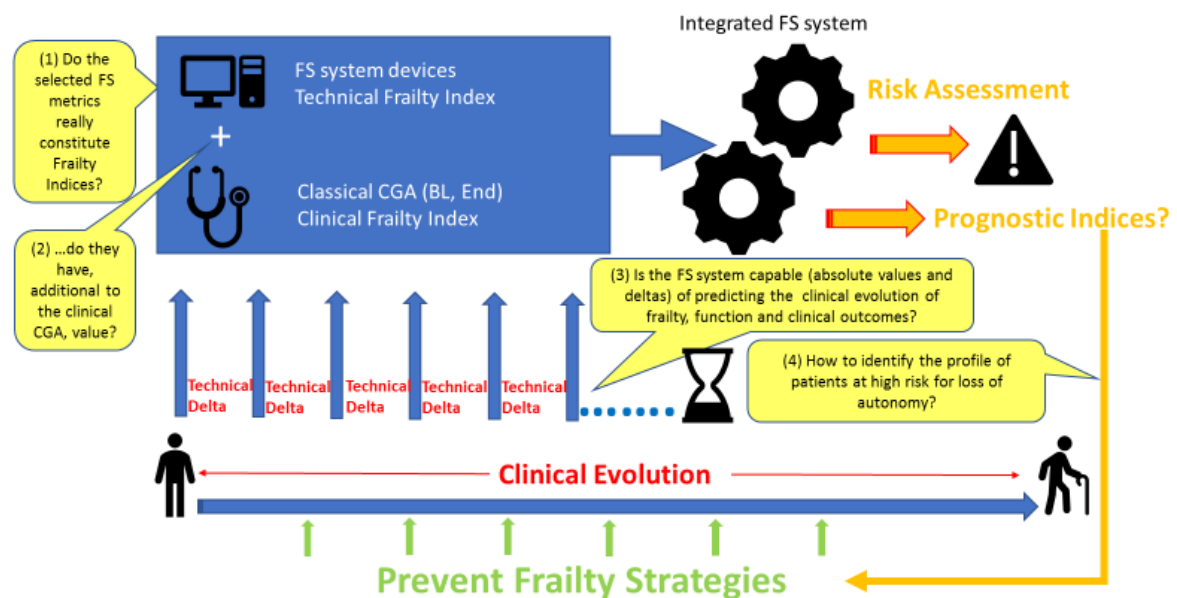 Integrated FS system
(1) Do the
selected FS
metrics
really
constitute
Frailty
Indices?
FS system devices
Technical Frailty Index
+
Classical CGA (BL, End)
Clinical Frailty Index
Risk Assessment
Prognostic Indices?
(2) ...do they
have,
additional to
the clinical
CGA, value?
(3) Is the FS system capable (absolute values and
deltas) of predicting the clinical evolution of
frailty, function and clinical outcomes?
(4) How to identify the profile of
patients at high risk for loss of
autonomy?
Technical
Delta
Technical
Delta
Technical
Delta
Technical
Delta
Technical
Delta
Clinical Evolution
Prevent Frailty Strategies